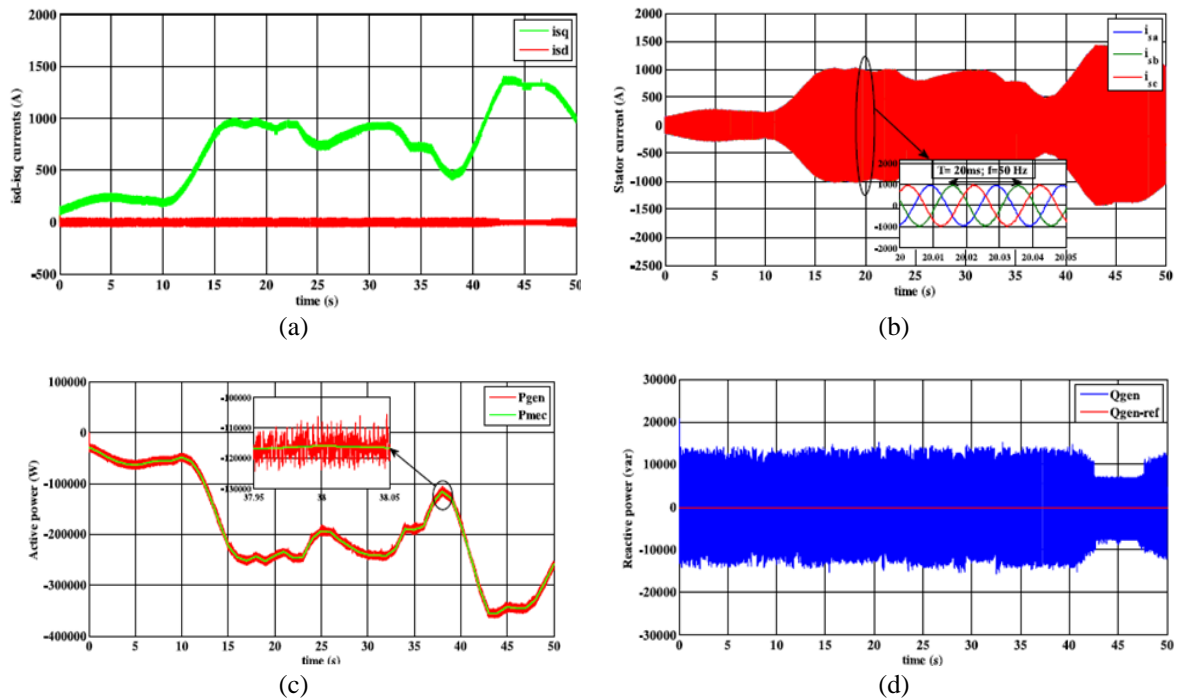 2000
1500
1000
500
0
-500
isd-isq currents (A)
isq
isd
0 5 10 15 20 25 30 35 40 45 50
time (s)
(a)
2000
1500
1000
500
0
-500
-1000
-1500
-2000
-2500
Stator current (A)
isa
isb
isc
T= 20ms; f=50 Hz
2000
1000
0
-1000
-2000
20 20.01 20.02 20.03 20.04 20.05
0 5 10 15 20 25 30 35 40 45 50
time (s)
(b)
100000
0
-100000
-200000
-300000
-400000
Active power (W)
Pgen
Pmec
-100000
-110000
-120000
-130000
37.95 38 38.05
0 5 10 15 20 25 30 35 40 45 50
time (s)
(c)
30000
20000
10000
0
-10000
-20000
-30000
Reactive power (var)
Qgen
Qgen-ref
0 5 10 15 20 25 30 35 40 45 50
time (s)
(d)